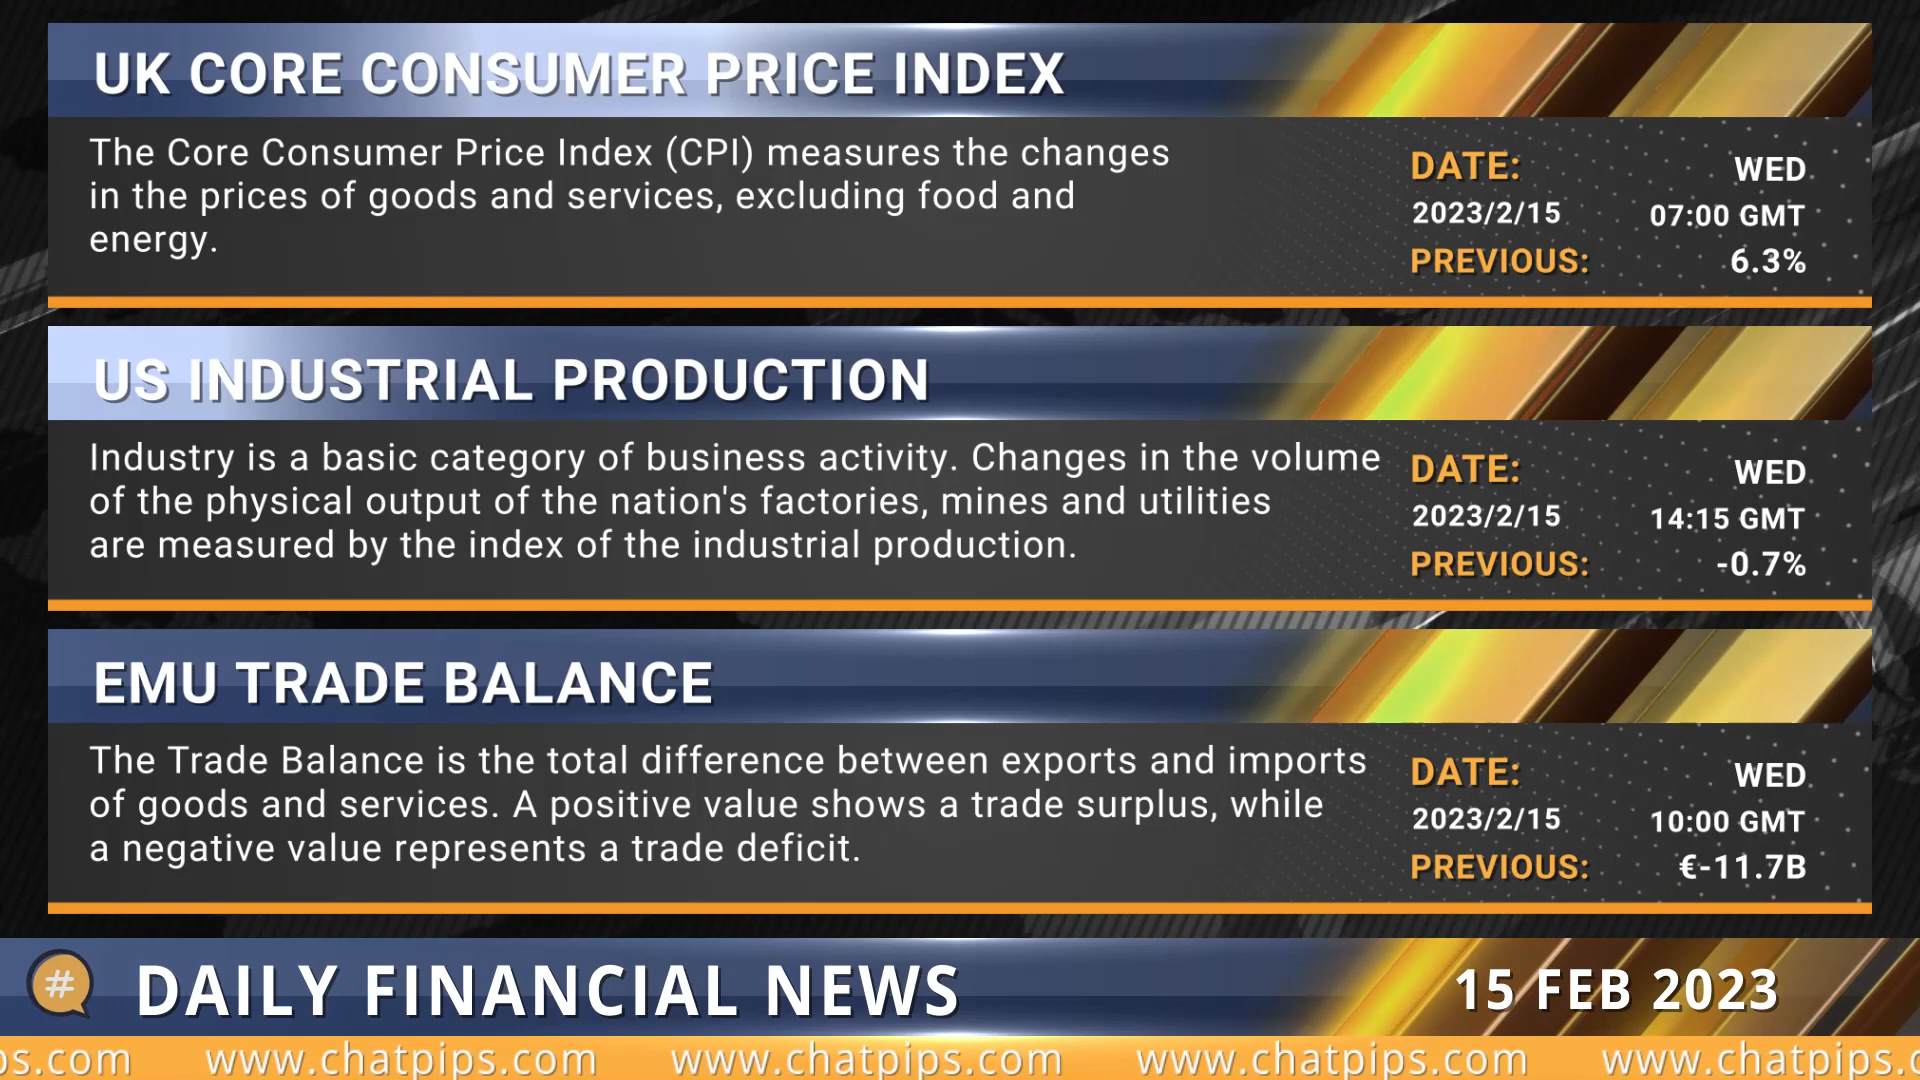 UK CORE CONSUMER PRICE INDEX
The Core Consumer Price Index (CPI) measures the changes
in the prices of goods and services, excluding food and
energy.
DATE: WED
2023/2/15 07:00 GMT
PREVIOUS: 6.3%
US INDUSTRIAL PRODUCTION
Industry is a basic category of business activity. Changes in the volume
of the physical output of the nation's factories, mines and utilities
are measured by the index of the industrial production.
DATE: WED
2023/2/15 14:15 GMT
PREVIOUS: -0.7%
EMU TRADE BALANCE
The Trade Balance is the total difference between exports and imports
of goods and services. A positive value shows a trade surplus, while
a negative value represents a trade deficit.
DATE: WED
2023/2/15 10:00 GMT
PREVIOUS: €-11.7B
# DAILY FINANCIAL NEWS 15 FEB 2023
ps.com www.chatpips.com www.chatpips.com www.chatpips.com www.chatpips.c